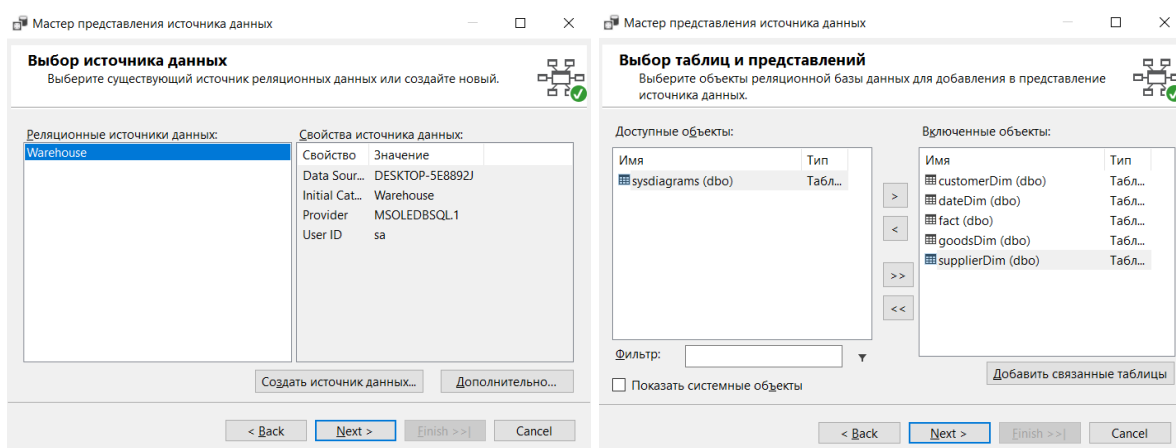 Мастер представления источника данных
Выбор источника данных
Выберите существующий источник реляционных данных или создайте новый.
Реляционные источники данных:
Warehouse
Свойства источника данных:
Свойство Значение
Data Sour... DESKTOP-5E8892J
Initial Cat... Warehouse
Provider MSOLEDBSQL.1
User ID sa
Создать источник данных... Дополнительно...
< Back Next > Finish >>| Cancel
Мастер представления источника данных
Выбор таблиц и представлений
Выберите объекты реляционной базы данных для добавления в представление
источника данных.
Доступные объекты:
Имя Тип
sysdiagrams (dbo) Табл...
>
<
>>
<<
Включенные объекты:
Имя Тип
customerDim (dbo) Табл...
dateDim (dbo) Табл...
fact (dbo) Табл...
goodsDim (dbo) Табл...
supplierDim (dbo) Табл...
Фильтр:
Показать системные объекты
Добавить связанные таблицы
< Back Next > Finish >>| Cancel